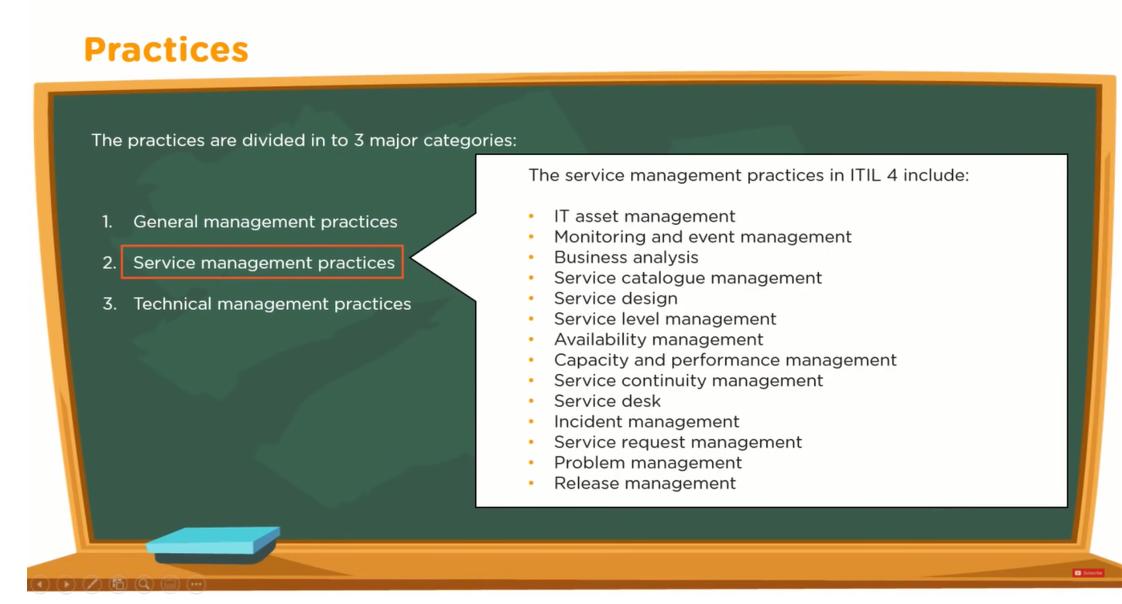 Practices
The practices are divided in to 3 major categories:
1. General management practices
2. Service management practices
3. Technical management practices
The service management practices in ITIL 4 include:
• IT asset management
• Monitoring and event management
• Business analysis
• Service catalogue management
• Service design
• Service level management
• Availability management
• Capacity and performance management
• Service continuity management
• Service desk
• Incident management
• Service request management
• Problem management
• Release management
Subscribe